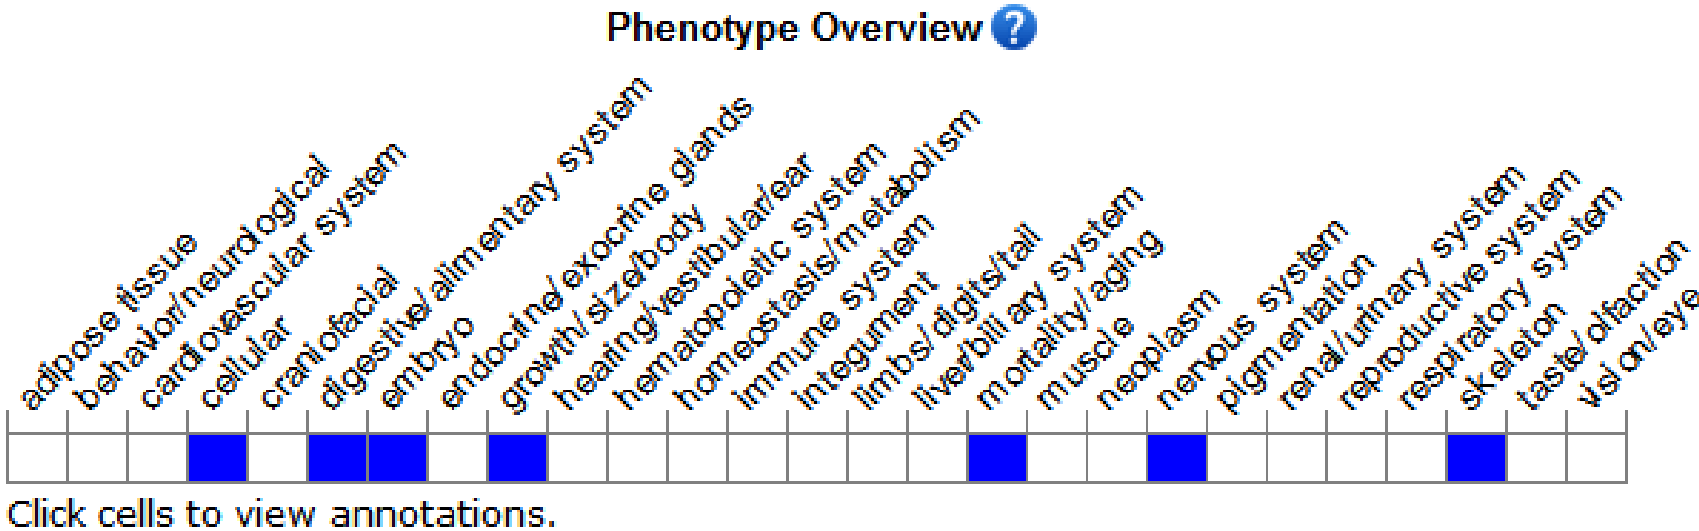 Phenotype Overview ?
adipose tissue
behavior/neurological
cardiovascular system
cellular
craniofacial
digestive/alimentary system
embryo
endocrine/exocrine glands
growth/size/body
hearing/vestibular/ear
hematopoietic system
homeostasis/metabolism
immune system
integument
limbs/digits/tail
liver/biliary system
mortality/aging
muscle
neoplasm
nervous system
pigmentation
renal/urinary system
reproductive system
respiratory system
skeleton
taste/olfaction
vision/eye
Click cells to view annotations.